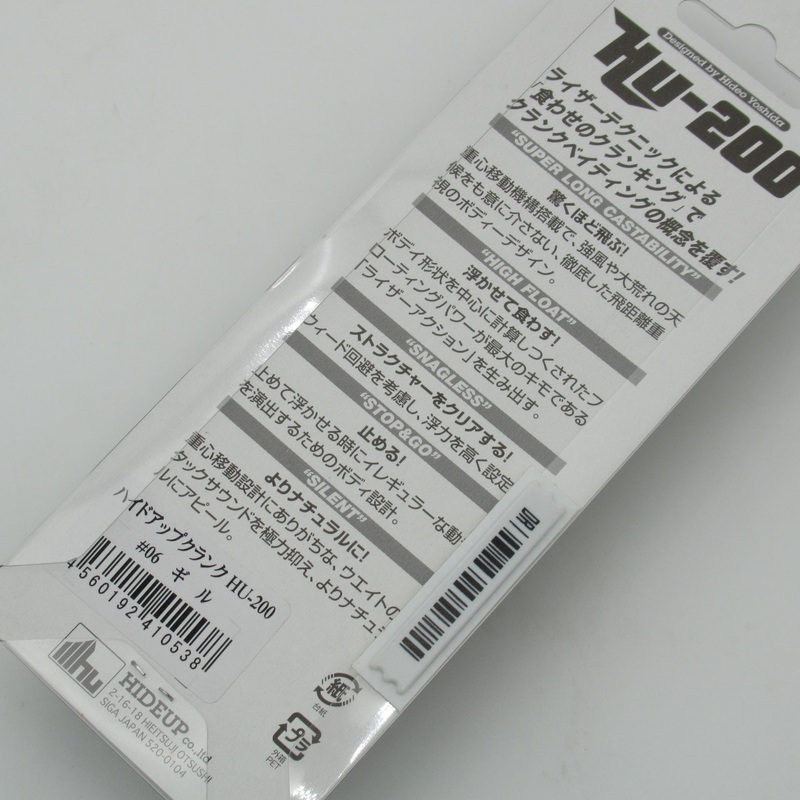 HU-200
Designed by Hideo Yoshida
ライザーテクニックによる
「食わせのクランキング」で
クランクベイティングの概念を覆す!
"SUPER LONG CASTABILITY"
驚くほど飛ぶ!
重心移動機構搭載で、強風や大荒れの天
候をも意に介さない、徹底した飛距離重
視のボディーデザイン。
"HIGH FLOAT"
浮かせて食わす!
ボディ形状を中心に計算しつくされたフ
ローティングパワーが最大のキモである
「ライザーアクション」を生み出す。
"SNAGLESS"
ストラクチャーをクリアする!
ウィード回避を考慮し、浮力を高く設定
"STOP&GO"
止める!
止めて浮かせる時にイレギュラーな動
を演出するためのボディ設計。
"SILENT"
よりナチュラルに!
重心移動設計にありがちな、ウエイトの
タックサウンドを極力抑え、よりナチュ
ルにアピール。
ハイドアップクランク HU-200
#06 ギル
4560192410538
hu
HIDEUP co.,ltd
2-16-18 HIEITSUJI OTSUSHI
SIGA JAPAN 520-0104
紙
台紙
プラ
外箱
PET